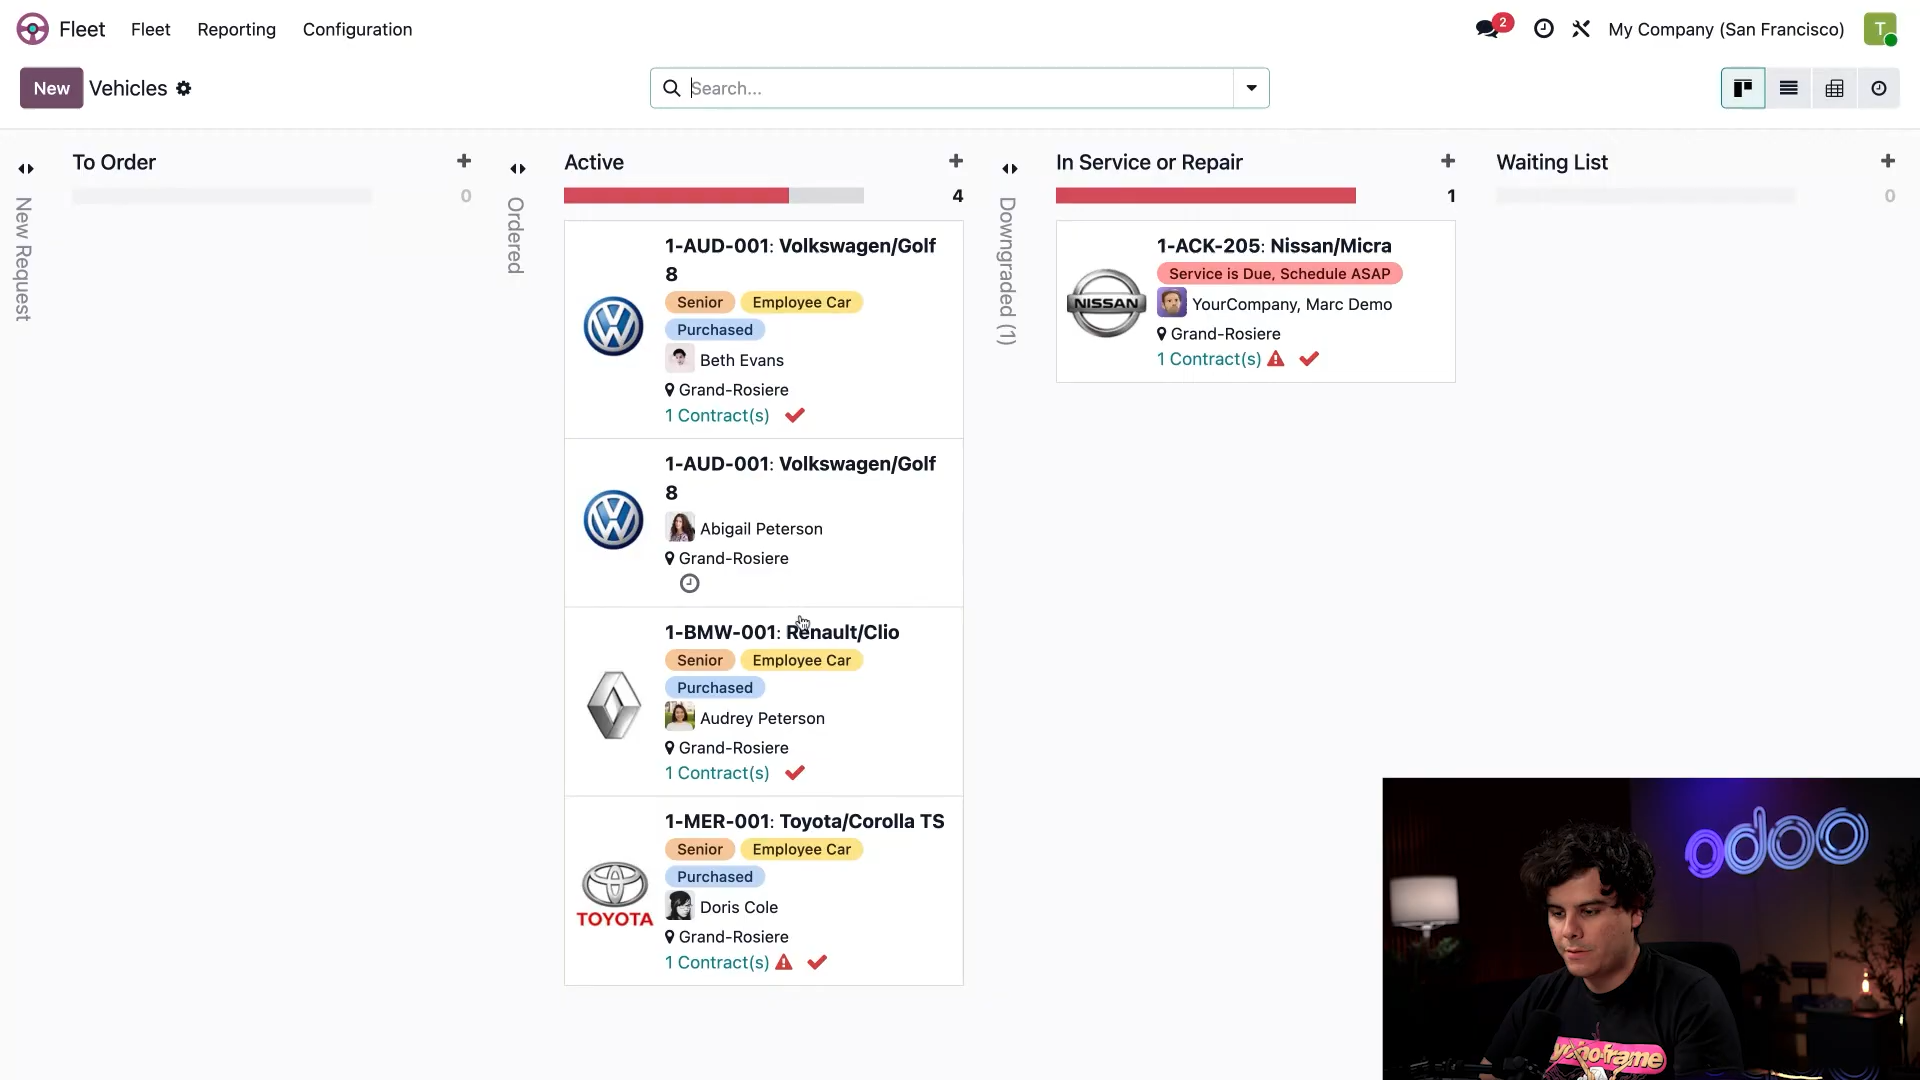 Fleet Fleet Reporting Configuration 2 My Company (San Francisco) T
New Vehicles Search...
New Request
To Order
0
Ordered
Active
4
1-AUD-001: Volkswagen/Golf
8
Senior Employee Car
Purchased
Beth Evans
Grand-Rosiere
1 Contract(s)
1-AUD-001: Volkswagen/Golf
8
Abigail Peterson
Grand-Rosiere
1-BMW-001: Renault/Clio
Senior Employee Car
Purchased
Audrey Peterson
Grand-Rosiere
1 Contract(s)
TOYOTA
1-MER-001: Toyota/Corolla TS
Senior Employee Car
Purchased
Doris Cole
Grand-Rosiere
1 Contract(s)
Downgraded (1)
In Service or Repair
1
NISSAN
1-ACK-205: Nissan/Micra
Service is Due, Schedule ASAP
YourCompany, Marc Demo
Grand-Rosiere
1 Contract(s)
Waiting List
0
odoo